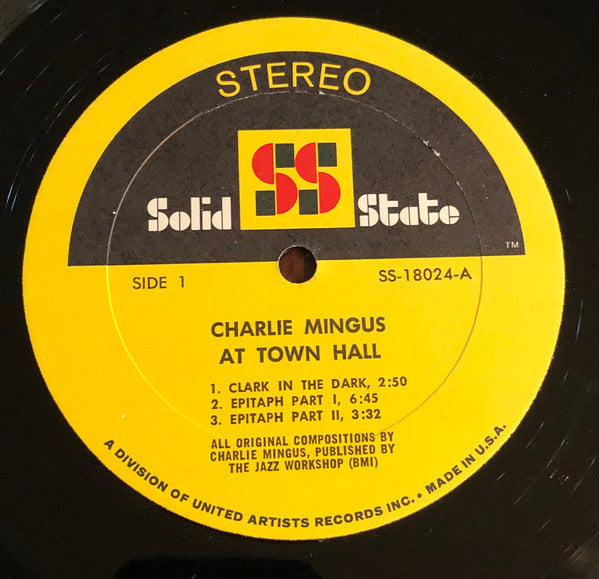 STEREO
SS
Solid State
TM
SIDE 1 SS-18024-A
CHARLIE MINGUS
AT TOWN HALL
1. CLARK IN THE DARK, 2:50
2. EPITAPH PART I, 6:45
3. EPITAPH PART II, 3:32
ALL ORIGINAL COMPOSITIONS BY
CHARLIE MINGUS, PUBLISHED BY
THE JAZZ WORKSHOP (BMI)
A DIVISION OF UNITED ARTISTS RECORDS INC. • MADE IN U.S.A.